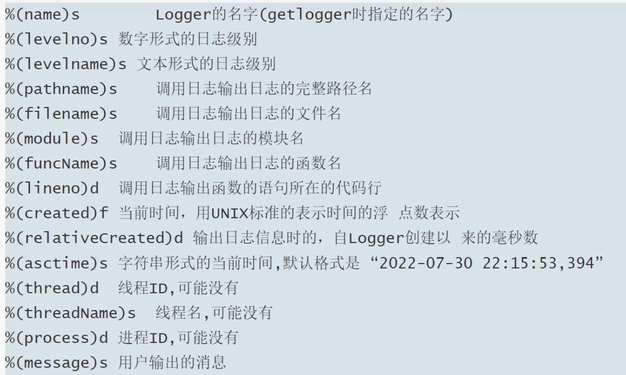 %(name)s        Logger的名字(getlogger时指定的名字)
%(levelno)s 数字形式的日志级别
%(levelname)s 文本形式的日志级别
%(pathname)s    调用日志输出日志的完整路径名
%(filename)s    调用日志输出日志的文件名
%(module)s  调用日志输出日志的模块名
%(funcName)s    调用日志输出日志的函数名
%(lineno)d  调用日志输出函数的语句所在的代码行
%(created)f 当前时间，用UNIX标准的表示时间的浮 点数表示
%(relativeCreated)d 输出日志信息时的，自Logger创建以 来的毫秒数
%(asctime)s 字符串形式的当前时间,默认格式是 “2022-07-30 22:15:53,394”
%(thread)d  线程ID,可能没有
%(threadName)s  线程名,可能没有
%(process)d 进程ID,可能没有
%(message)s 用户输出的消息